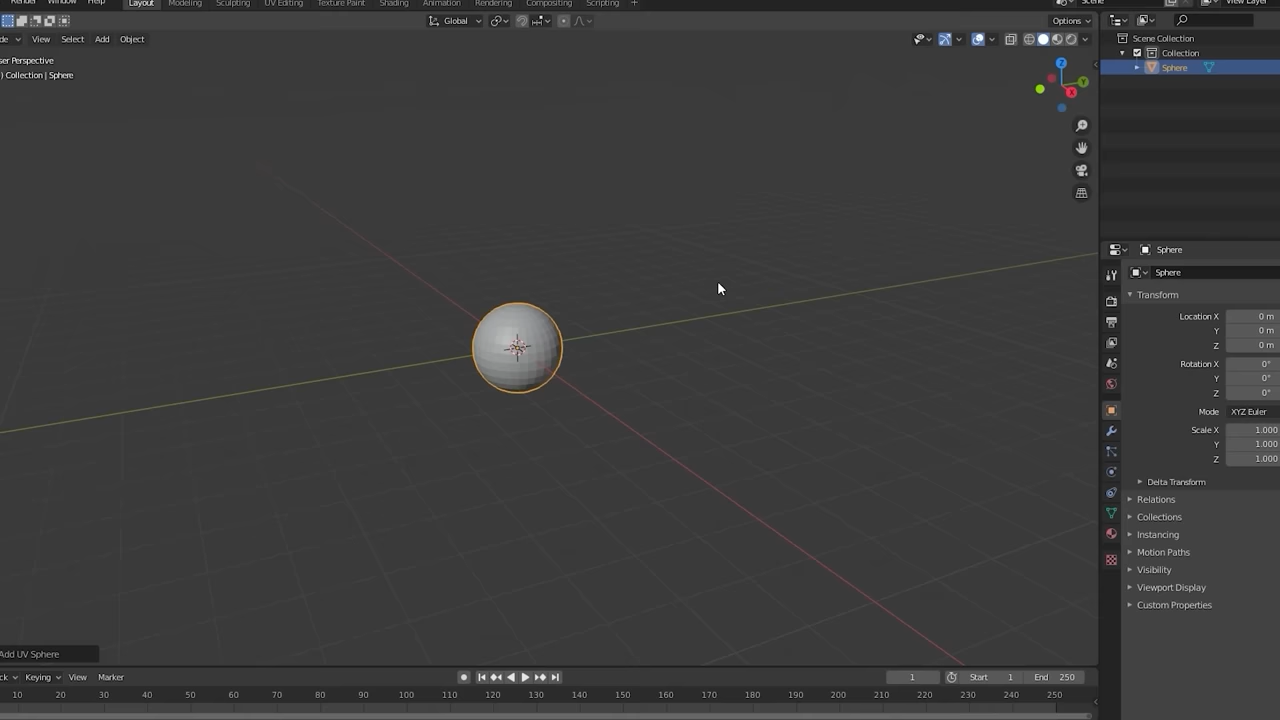 Render Window Help Layout Modeling Sculpting UV Editing Texture Paint Shading Animation Rendering Compositing Scripting + Scene View Layer
Global Options
View Select Add Object
Perspective
) Collection | Sphere
Z
Y
X
Scene Collection
Collection
Sphere
Sphere
Sphere
Transform
Location X 0 m
Y 0 m
Z 0 m
Rotation X 0°
Y 0°
Z 0°
Mode XYZ Euler
Scale X 1.000
Y 1.000
Z 1.000
Delta Transform
Relations
Collections
Instancing
Motion Paths
Visibility
Viewport Display
Custom Properties
Add UV Sphere
Keying View Marker 1 Start 1 End 250
10 20 30 40 50 60 70 80 90 100 110 120 130 140 150 160 170 180 190 200 210 220 230 240 250